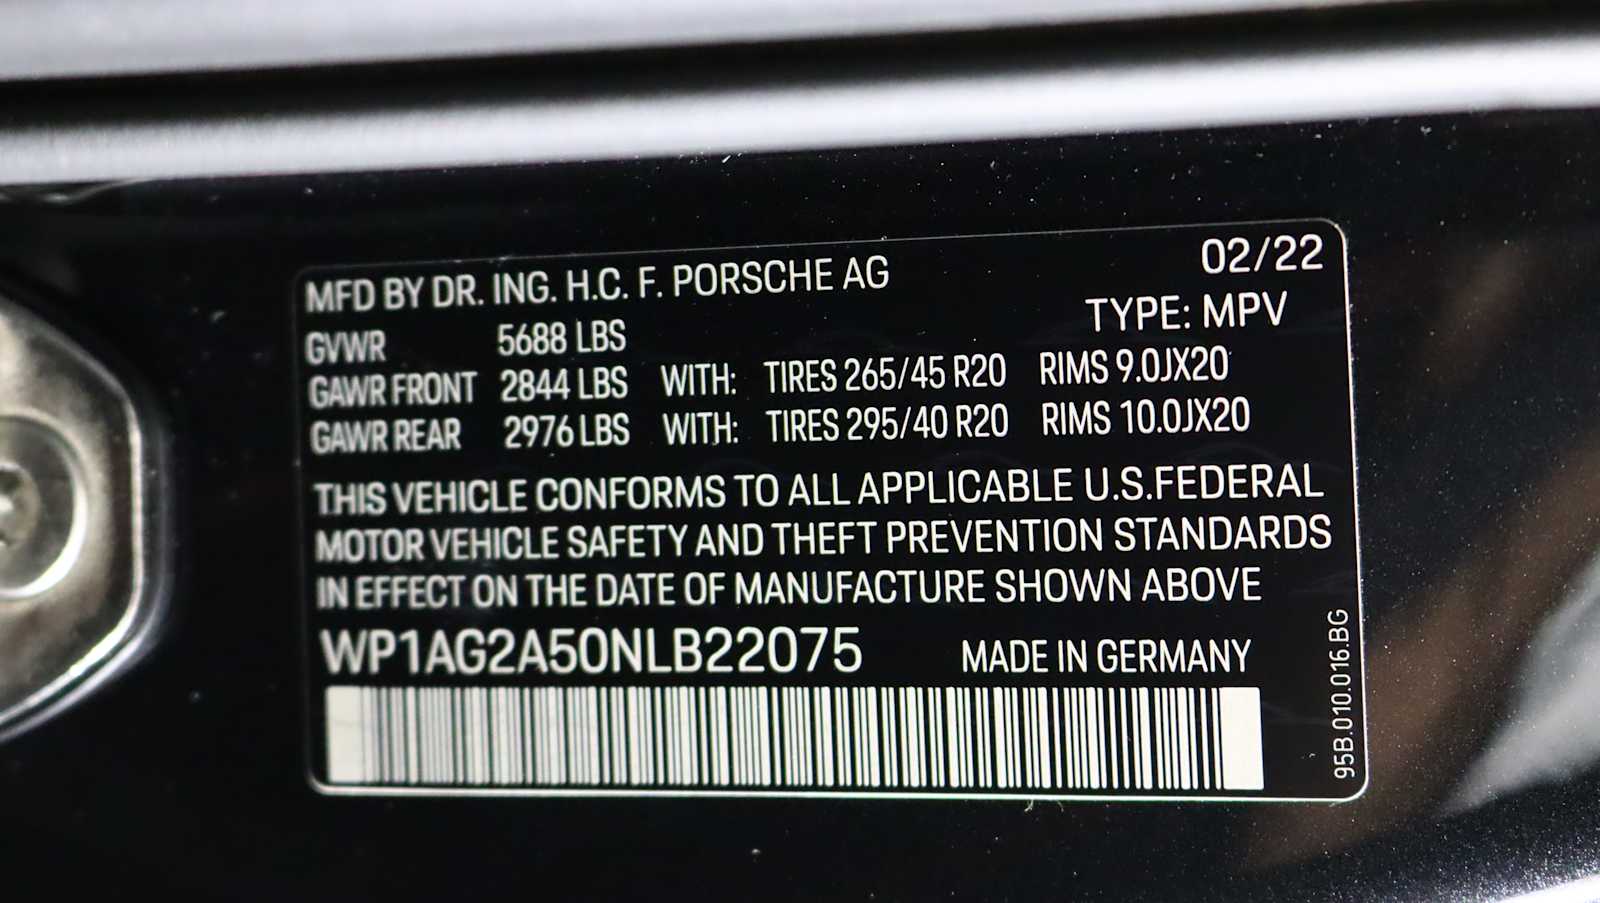 MFD BY DR. ING. H.C. F. PORSCHE AG 02/22
TYPE: MPV
GVWR 5688 LBS
GAWR FRONT 2844 LBS WITH: TIRES 265/45 R20 RIMS 9.0JX20
GAWR REAR 2976 LBS WITH: TIRES 295/40 R20 RIMS 10.0JX20
THIS VEHICLE CONFORMS TO ALL APPLICABLE U.S.FEDERAL
MOTOR VEHICLE SAFETY AND THEFT PREVENTION STANDARDS
IN EFFECT ON THE DATE OF MANUFACTURE SHOWN ABOVE
WP1AG2A50NLB22075 MADE IN GERMANY
95B.010.016.BG